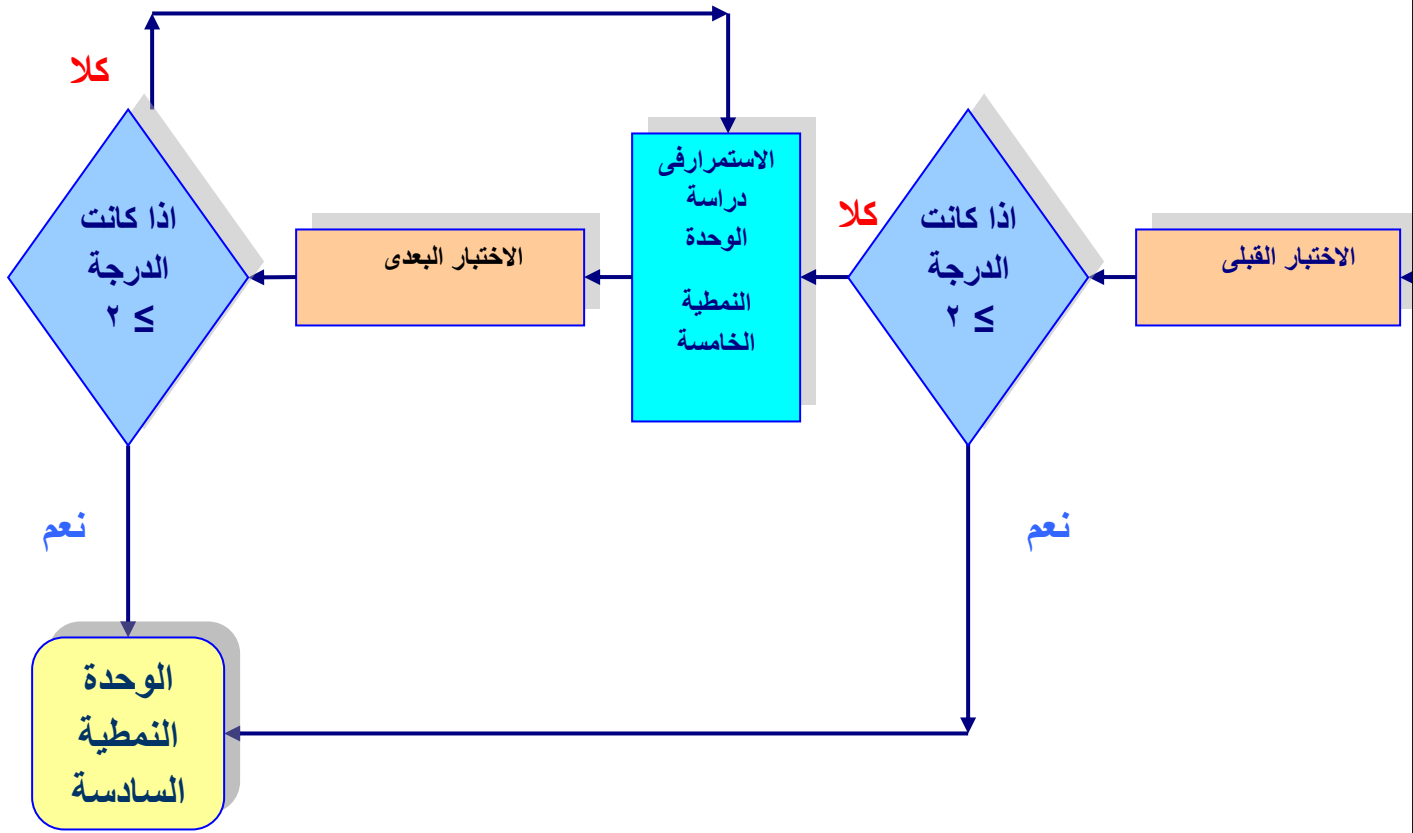 الاختبار القبلى
اذا كانت
الدرجة
≥ ٢
كلا
نعم
الاستمرارفى
دراسة
الوحدة
النمطية
الخامسة
الاختبار البعدى
اذا كانت
الدرجة
≥ ٢
كلا
نعم
الوحدة
النمطية
السادسة